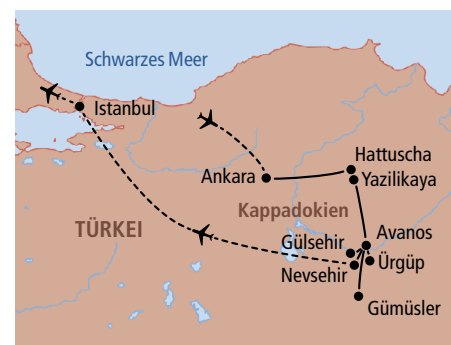 Schwarzes Meer
Istanbul
Hattuscha
Ankara
Yazilikaya
Kappadokien
TÜRKEI
Avanos
Gülsehir
Ürgüp
Nevsehir
Gümüsler